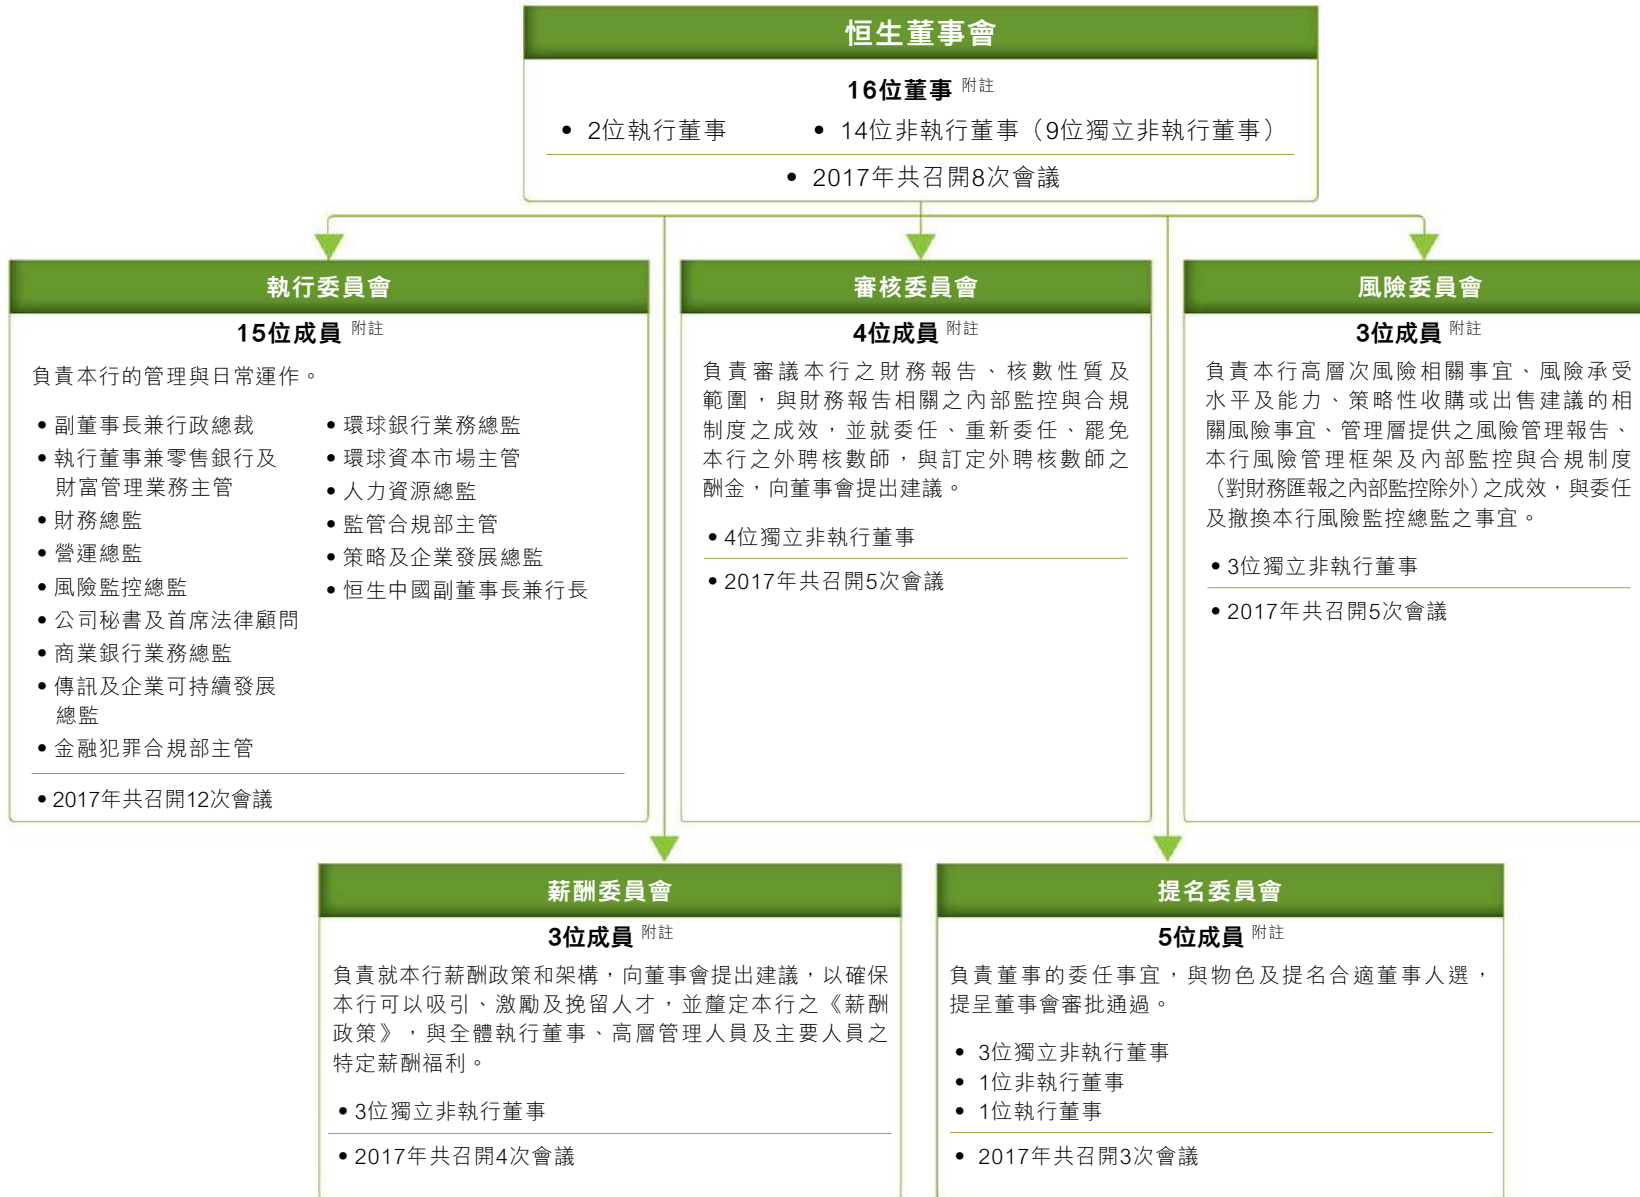 恒生董事會
16位董事 附註
• 2位執行董事
• 14位非執行董事（9位獨立非執行董事）
• 2017年共召開8次會議
執行委員會
15位成員 附註
負責本行的管理與日常運作。
• 副董事長兼行政總裁
• 執行董事兼零售銀行及
財富管理業務主管
• 財務總監
• 營運總監
• 風險監控總監
• 公司秘書及首席法律顧問
• 商業銀行業務總監
• 傳訊及企業可持續發展
總監
• 金融犯罪合規部主管
• 環球銀行業務總監
• 環球資本市場主管
• 人力資源總監
• 監管合規部主管
• 策略及企業發展總監
• 恒生中國副董事長兼行長
• 2017年共召開12次會議
審核委員會
4位成員 附註
負責審議本行之財務報告、核數性質及
範圍，與財務報告相關之內部監控與合規
制度之成效，並就委任、重新委任、罷免
本行之外聘核數師，與訂定外聘核數師之
酬金，向董事會提出建議。
• 4位獨立非執行董事
• 2017年共召開5次會議
風險委員會
3位成員 附註
負責本行高層次風險相關事宜、風險承受
水平及能力、策略性收購或出售建議的相
關風險事宜、管理層提供之風險管理報告、
本行風險管理框架及內部監控與合規制度
（對財務匯報之內部監控除外）之成效，與委任
及撤換本行風險監控總監之事宜。
• 3位獨立非執行董事
• 2017年共召開5次會議
薪酬委員會
3位成員 附註
負責就本行薪酬政策和架構，向董事會提出建議，以確保
本行可以吸引、激勵及挽留人才，並釐定本行之《薪酬
政策》，與全體執行董事、高層管理人員及主要人員之
特定薪酬福利。
• 3位獨立非執行董事
• 2017年共召開4次會議
提名委員會
5位成員 附註
負責董事的委任事宜，與物色及提名合適董事人選，
提呈董事會審批通過。
• 3位獨立非執行董事
• 1位非執行董事
• 1位執行董事
• 2017年共召開3次會議